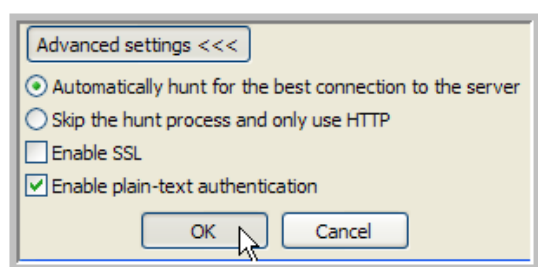 Advanced settings <<<
Automatically hunt for the best connection to the server
Skip the hunt process and only use HTTP
Enable SSL
Enable plain-text authentication
OK Cancel